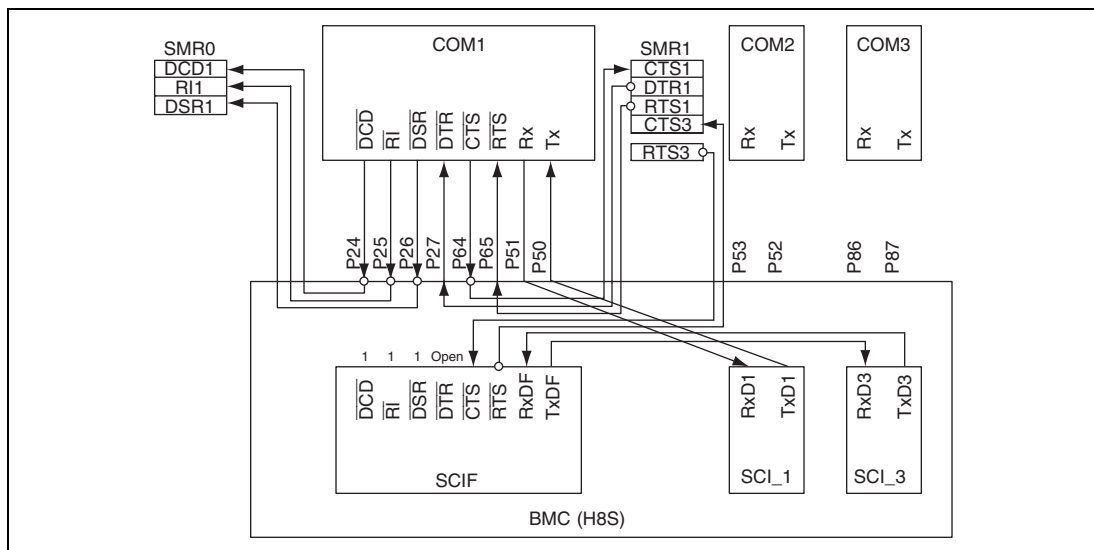 SMR0
DCD1
RI1
DSR1
COM1
DCD
RI
DSR
DTR
CTS
RTS
Rx
Tx
SMR1
CTS1
DTR1
RTS1
CTS3
RTS3
COM2
Rx
Tx
COM3
Rx
Tx
P24
P25
P26
P27
P64
P65
P51
P50
P53
P52
P86
P87
1
1
1
Open
DCD
RI
DSR
DTR
CTS
RTS
RxDF
TxDF
SCIF
RxD1
TxD1
SCI_1
RxD3
TxD3
SCI_3
BMC (H8S)